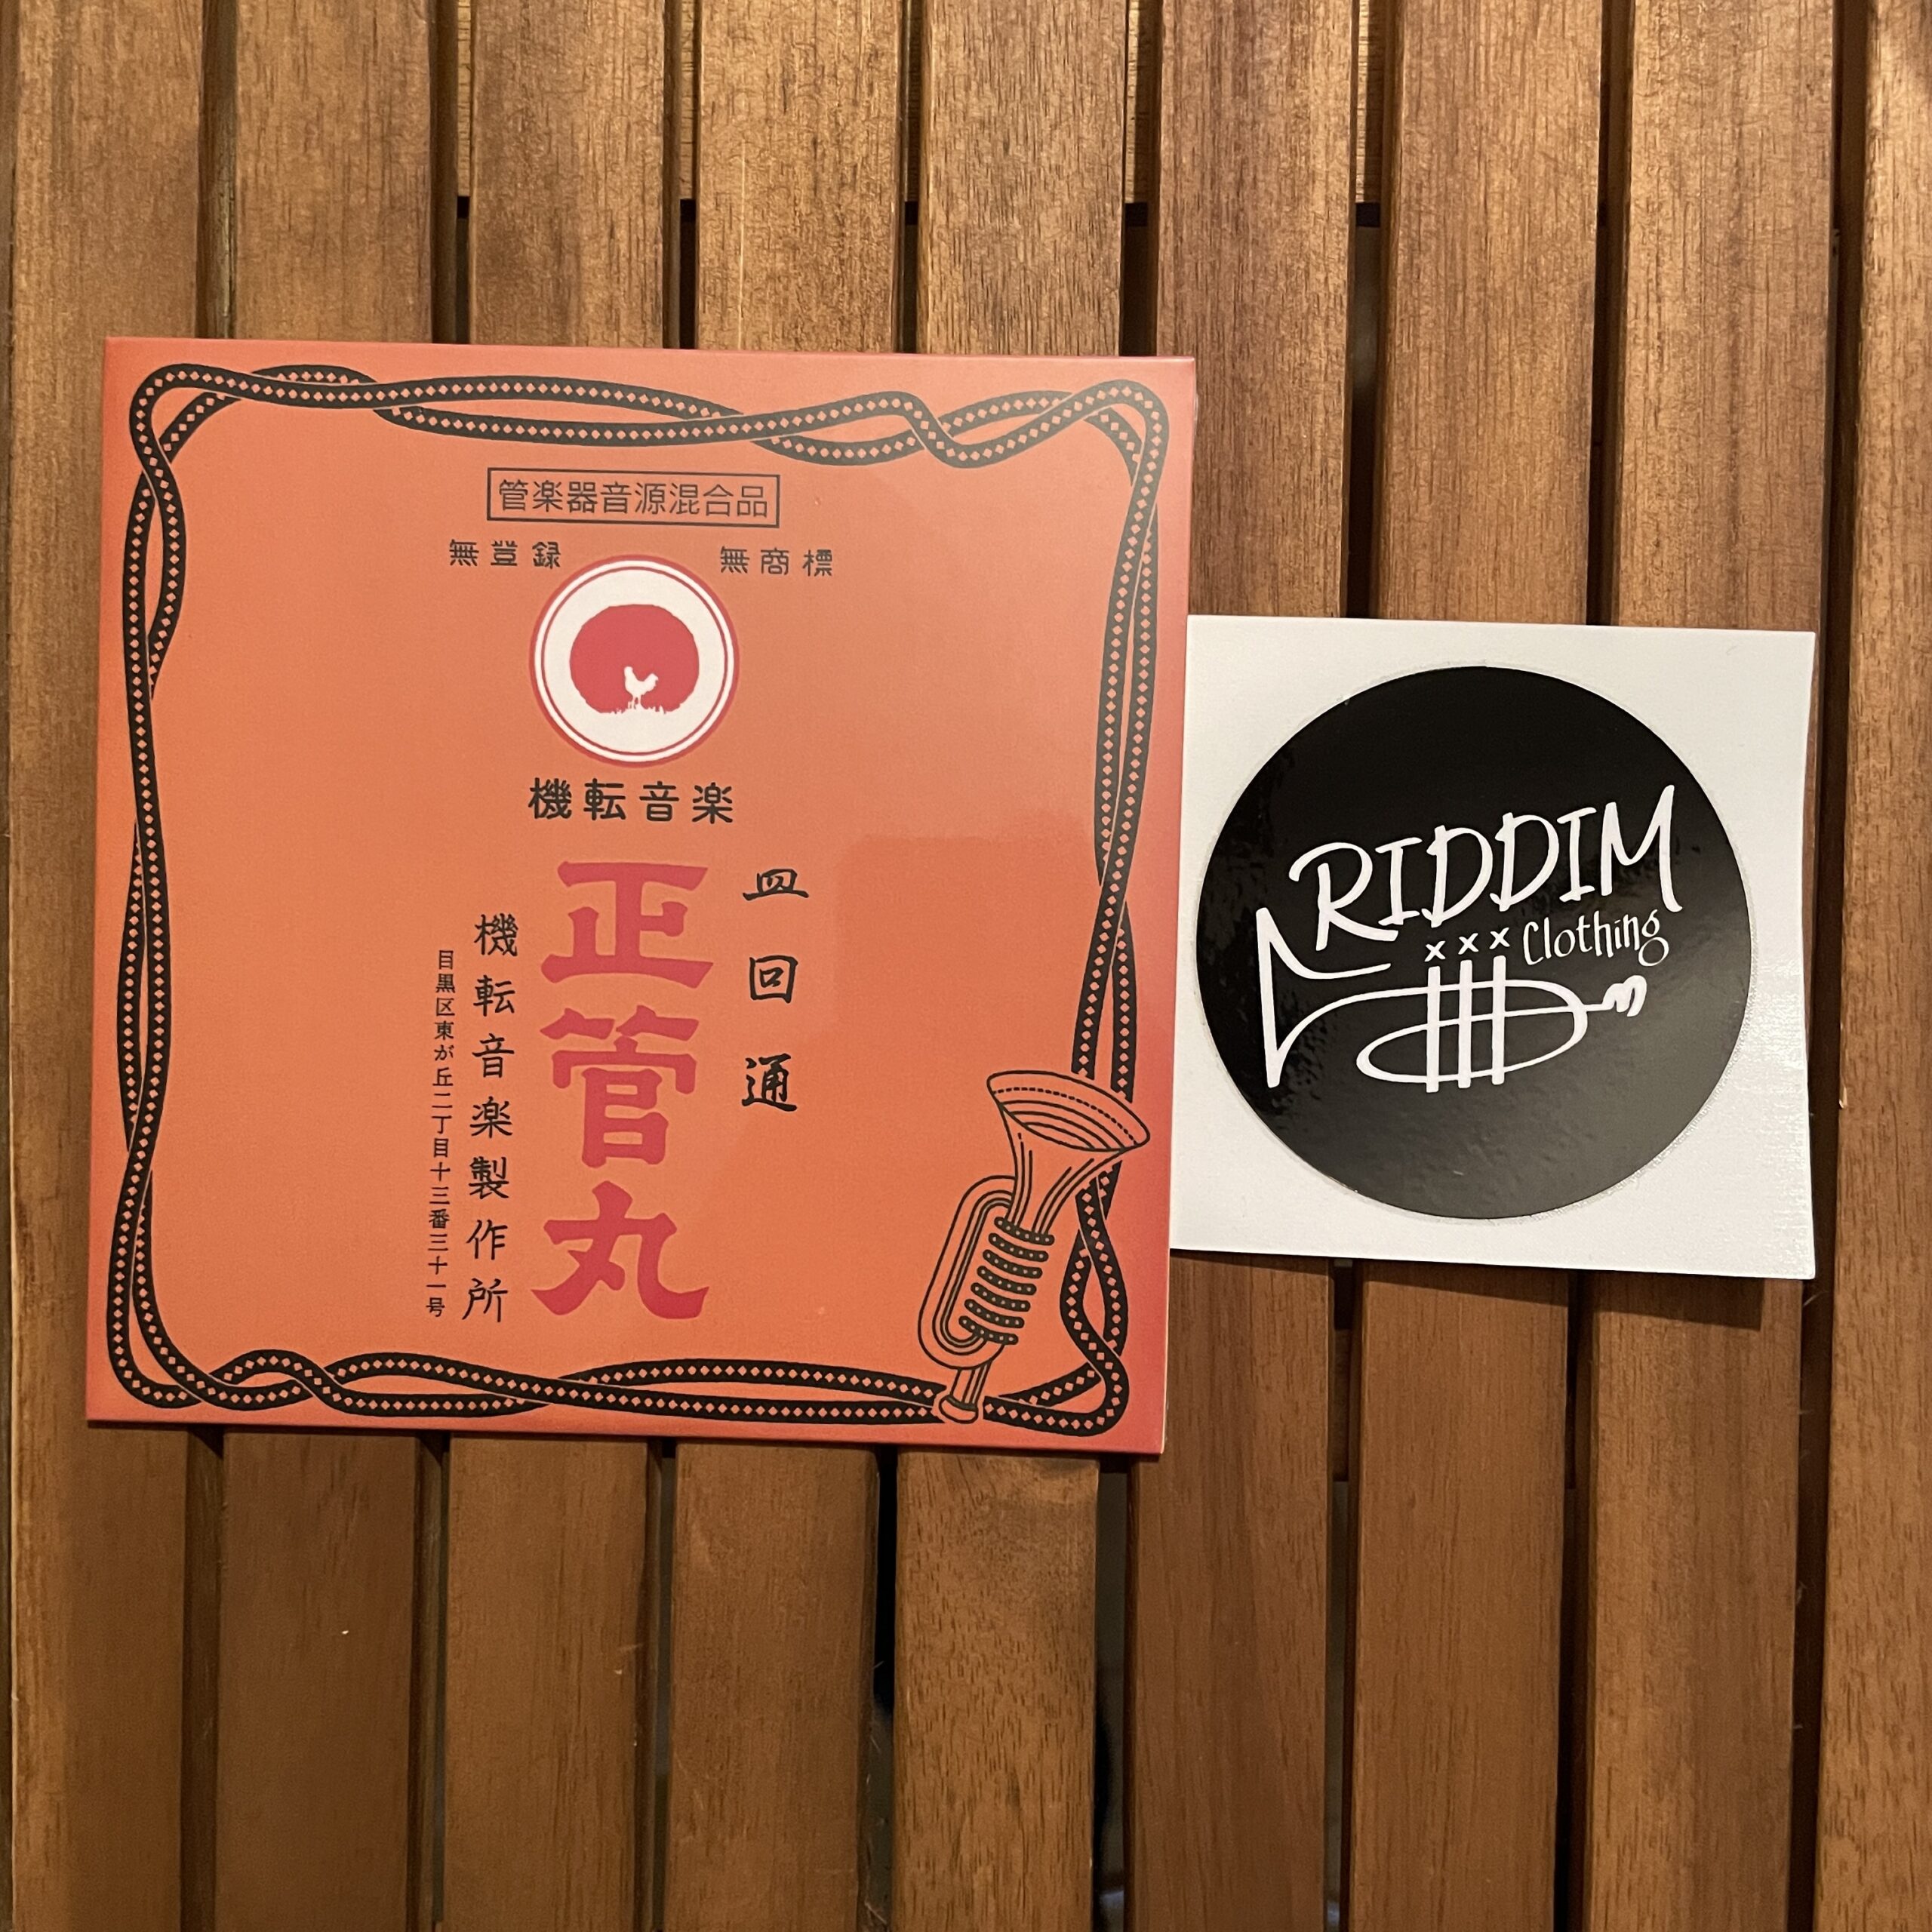 管楽器音源混合品
無登録
無商標
機転音楽
皿回通
正管丸
機転音楽製作所
目黒区東が丘二丁目十三番三十一号
RIDDIM
xxx Clothing